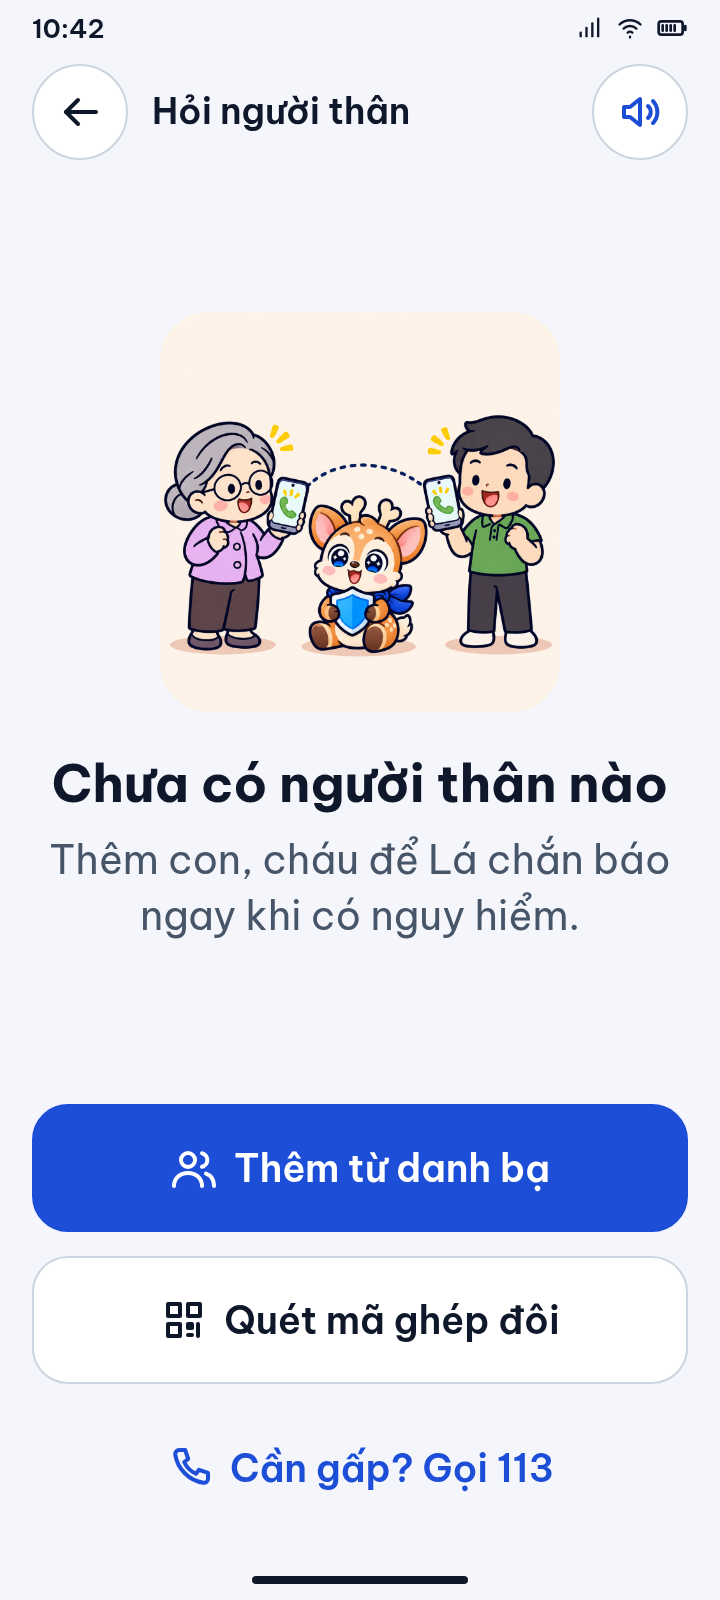 10:42
Hỏi người thân
Chưa có người thân nào
Thêm con, cháu để Lá chắn báo
ngay khi có nguy hiểm.
Thêm từ danh bạ
Quét mã ghép đôi
Cần gấp? Gọi 113